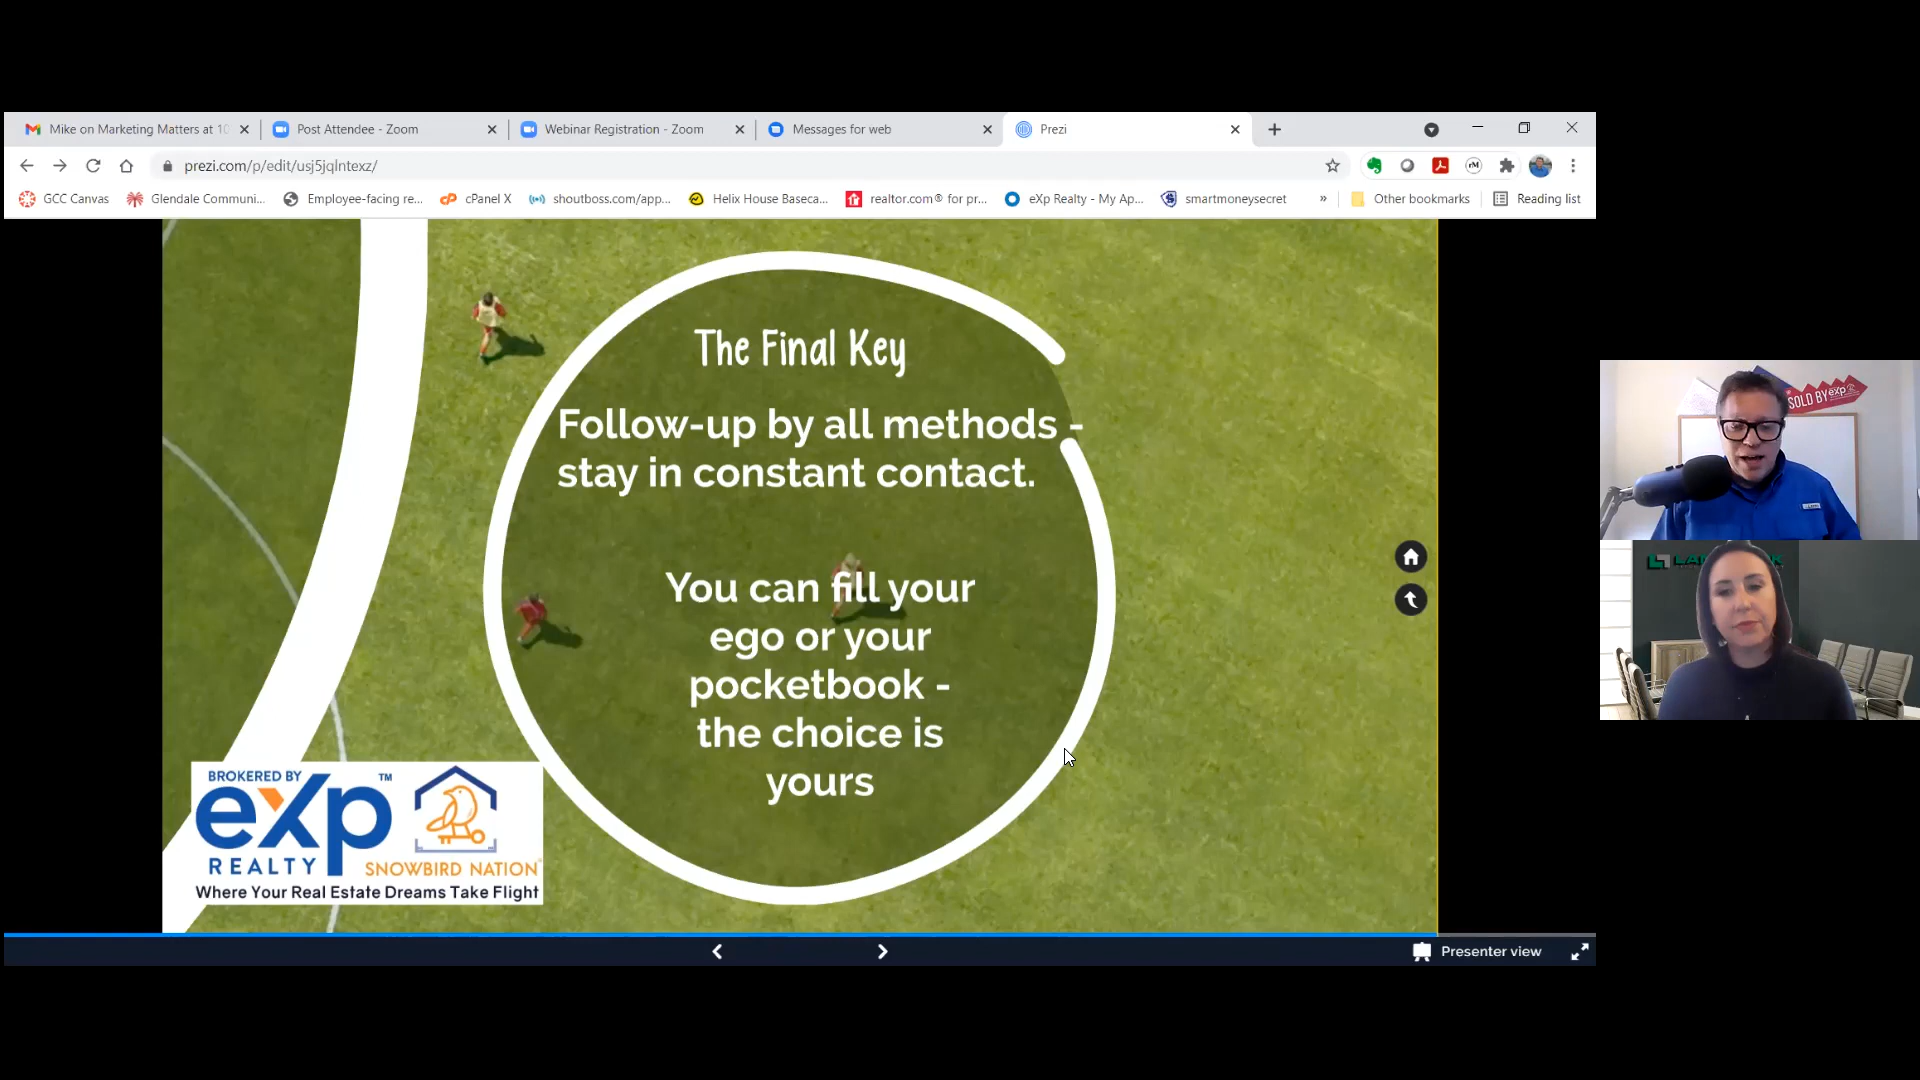 Mike on Marketing Matters at 10
Post Attendee - Zoom
Webinar Registration - Zoom
Messages for web
Prezi
prezi.com/p/edit/usj5jqlntexz/
GCC Canvas
Glendale Communi...
Employee-facing re...
cPanel X
shoutboss.com/app...
Helix House Baseca...
realtor.com® for pr...
eXp Realty - My Ap...
smartmoneysecret
»
Other bookmarks
Reading list
The Final Key
Follow-up by all methods -
stay in constant contact.
You can fill your
ego or your
pocketbook -
the choice is
yours
BROKERED BY
eXp ™
REALTY
SNOWBIRD NATION
Where Your Real Estate Dreams Take Flight
Presenter view
SOLD BY eXp